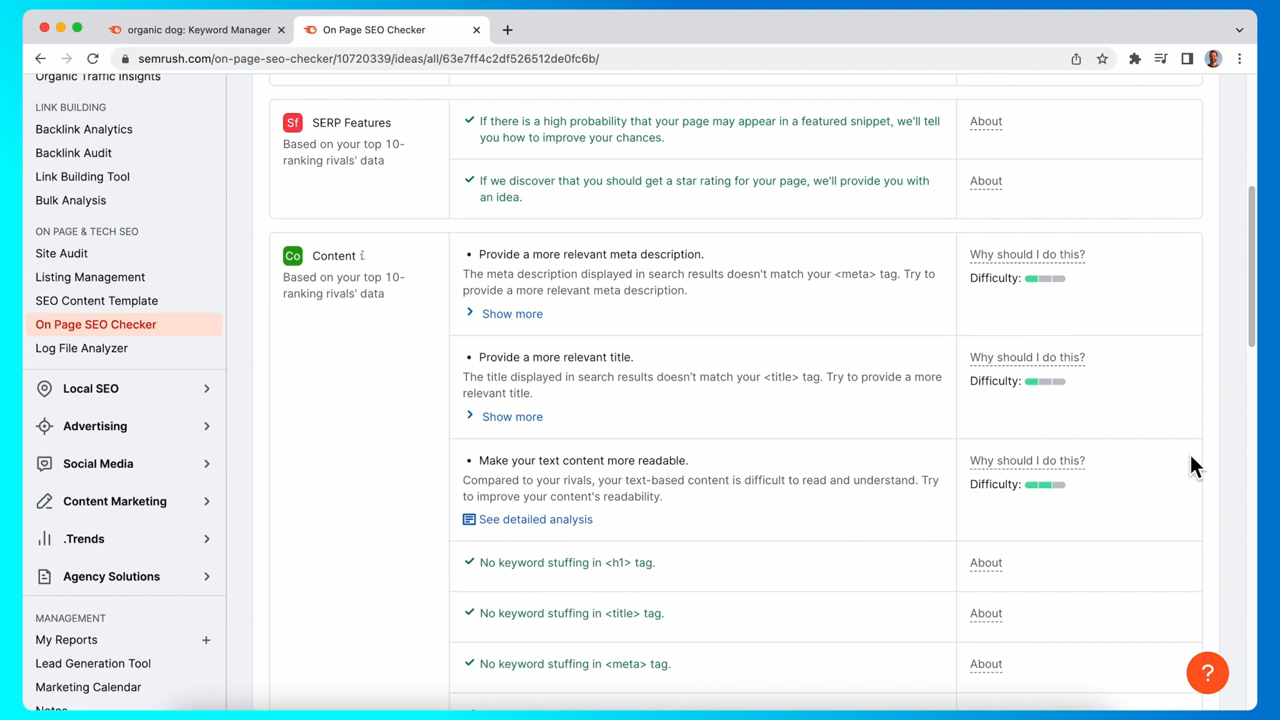 organic dog: Keyword Manager
On Page SEO Checker
semrush.com/on-page-seo-checker/10720339/ideas/all/63e7ff4c2df526512de0fc6b/
Organic Traffic Insights
LINK BUILDING
Backlink Analytics
Backlink Audit
Link Building Tool
Bulk Analysis
ON PAGE & TECH SEO
Site Audit
Listing Management
SEO Content Template
On Page SEO Checker
Log File Analyzer
Local SEO
Advertising
Social Media
Content Marketing
.Trends
Agency Solutions
MANAGEMENT
My Reports +
Lead Generation Tool
Marketing Calendar
Notes
Sf SERP Features
Based on your top 10-
ranking rivals' data
If there is a high probability that your page may appear in a featured snippet, we'll tell
you how to improve your chances.
About
If we discover that you should get a star rating for your page, we'll provide you with
an idea.
About
Co Content i
Based on your top 10-
ranking rivals' data
• Provide a more relevant meta description.
The meta description displayed in search results doesn't match your <meta> tag. Try to
provide a more relevant meta description.
Show more
Why should I do this?
Difficulty:
• Provide a more relevant title.
The title displayed in search results doesn’t match your <title> tag. Try to provide a more
relevant title.
Show more
Why should I do this?
Difficulty:
• Make your text content more readable.
Compared to your rivals, your text-based content is difficult to read and understand. Try
to improve your content's readability.
See detailed analysis
Why should I do this?
Difficulty:
No keyword stuffing in <h1> tag.
About
No keyword stuffing in <title> tag.
About
No keyword stuffing in <meta> tag.
About
?